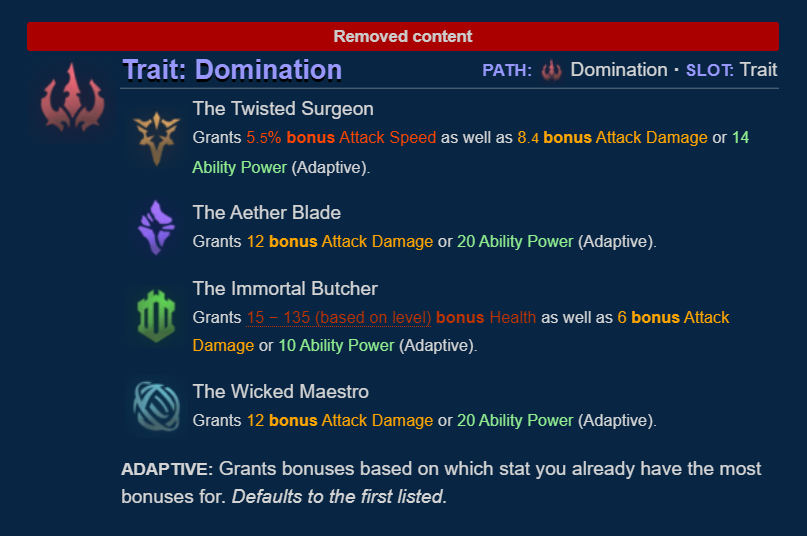 Removed content
Trait: Domination
PATH: Domination · SLOT: Trait
The Twisted Surgeon
Grants 5.5% bonus Attack Speed as well as 8.4 bonus Attack Damage or 14
Ability Power (Adaptive).
The Aether Blade
Grants 12 bonus Attack Damage or 20 Ability Power (Adaptive).
The Immortal Butcher
Grants 15 − 135 (based on level) bonus Health as well as 6 bonus Attack
Damage or 10 Ability Power (Adaptive).
The Wicked Maestro
Grants 12 bonus Attack Damage or 20 Ability Power (Adaptive).
ADAPTIVE: Grants bonuses based on which stat you already have the most
bonuses for. Defaults to the first listed.